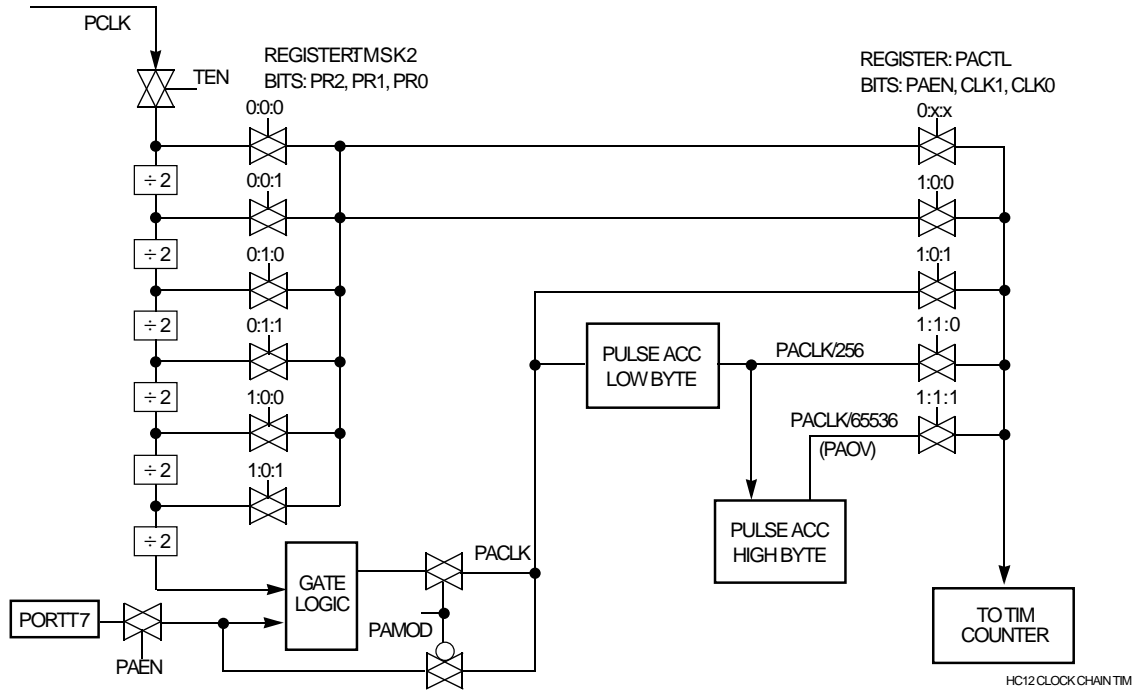 PCLK
REGISTER:TMSK2
BITS: PR2, PR1, PR0
REGISTER: PACTL
BITS: PAEN, CLK1, CLK0
TEN
0:0:0
0:x:x
÷ 2
0:0:1
1:0:0
÷ 2
0:1:0
1:0:1
÷ 2
0:1:1
1:1:0
PULSE ACC
LOW BYTE
PACLK/256
÷ 2
1:0:0
1:1:1
PACLK/65536
(PAOV)
÷ 2
1:0:1
PULSE ACC
HIGH BYTE
÷ 2
GATE
LOGIC
PACLK
PORTT7
PAMOD
PAEN
TO TIM
COUNTER
HC12 CLOCK CHAIN TIM